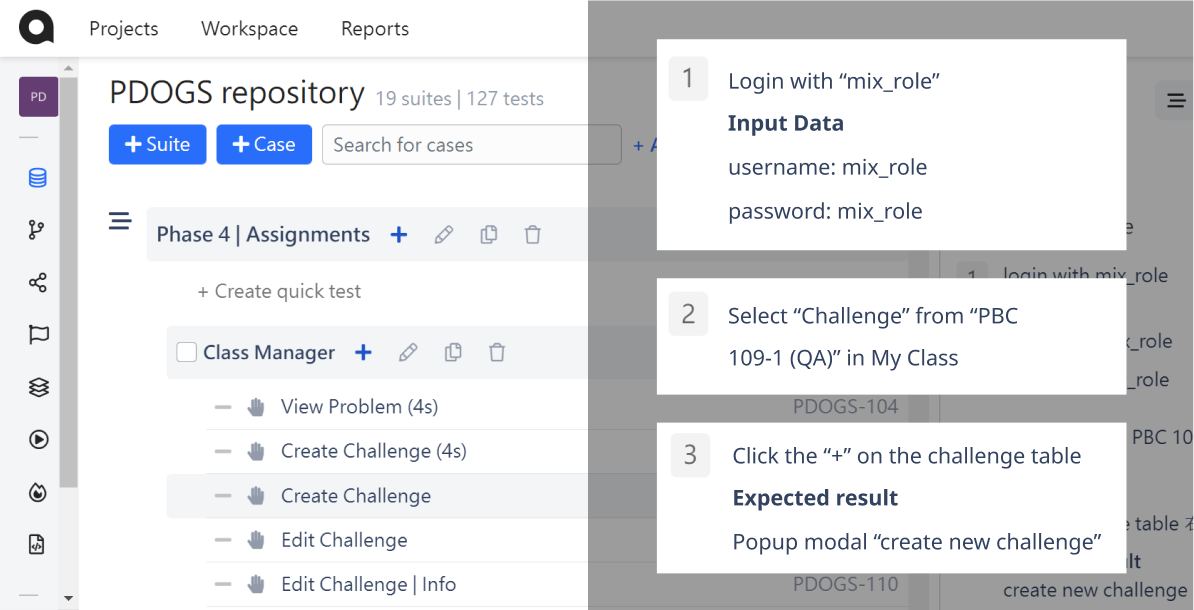 Projects
Workspace
Reports
PD
PDOGS repository
19 suites | 127 tests
+ Suite
+ Case
Search for cases
+
Phase 4 | Assignments
+ Create quick test
Class Manager
View Problem (4s)
Create Challenge (4s)
Create Challenge
Edit Challenge
Edit Challenge | Info
PDOGS-104
PDOGS-110
1
Login with “mix_role”
Input Data
username: mix_role
password: mix_role
2
Select “Challenge” from “PBC
109-1 (QA)” in My Class
3
Click the “+” on the challenge table
Expected result
Popup modal “create new challenge”
1
login with mix_role
PBC 10
table 右
create new challenge